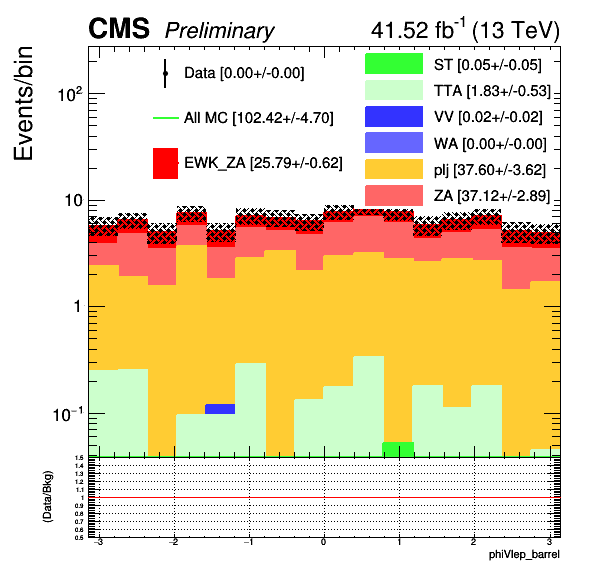 CMS Preliminary 41.52 fb⁻¹ (13 TeV)
Events/bin
Data [0.00+/-0.00]
All MC [102.42+/-4.70]
EWK_ZA [25.79+/-0.62]
ST [0.05+/-0.05]
TTA [1.83+/-0.53]
VV [0.02+/-0.02]
WA [0.00+/-0.00]
plj [37.60+/-3.62]
ZA [37.12+/-2.89]
10²
10
1
10⁻¹
(Data/Bkg)
1.5
1.4
1.3
1.2
1.1
1
0.9
0.8
0.7
0.6
0.5
−3 −2 −1 0 1 2 3
phiVlep_barrel